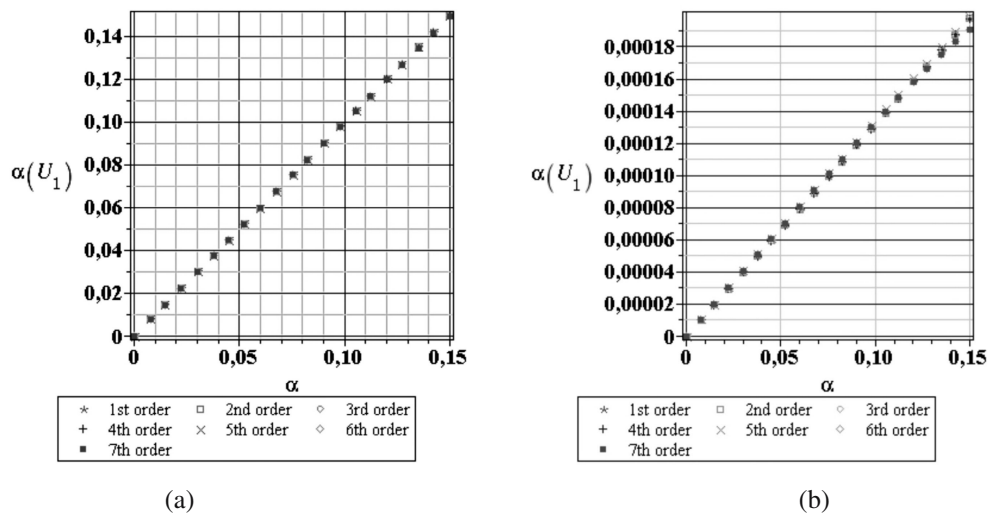 0,14
0,12
0,10
0,08
0,06
0,04
0,02
0
α(U₁)
0 0,05 0,10 0,15
α
1st order 2nd order 3rd order
4th order 5th order 6th order
7th order
(a)
0,00018
0,00016
0,00014
0,00012
0,00010
0,00008
0,00006
0,00004
0,00002
0
α(U₁)
0 0,05 0,10 0,15
α
1st order 2nd order 3rd order
4th order 5th order 6th order
7th order
(b)